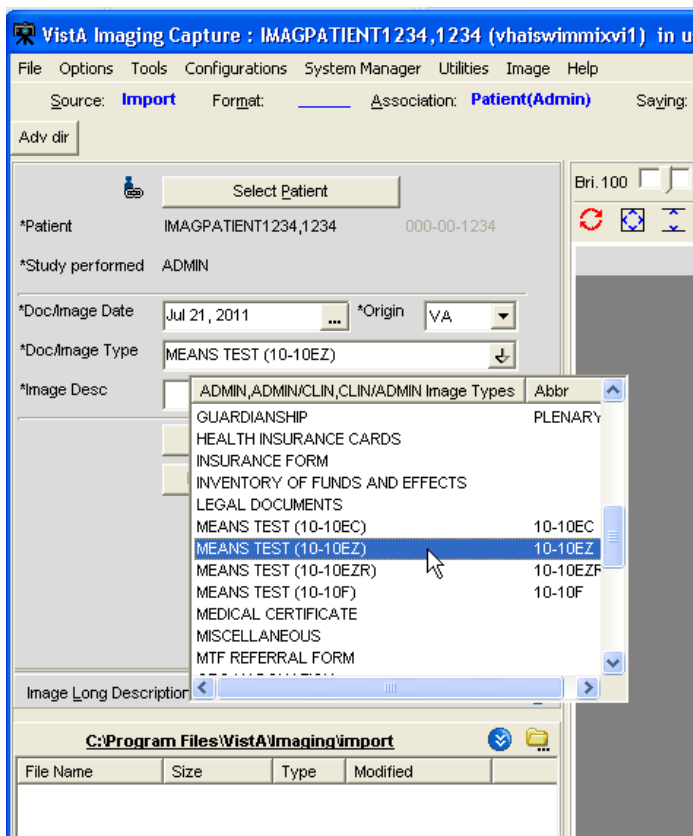 VistA Imaging Capture : IMAGPATIENT1234,1234 (vhaiswimmixvi1) in u
File Options Tools Configurations System Manager Utilities Image Help
Source: Import Format: Association: Patient(Admin) Saving:
Adv dir
Select Patient
Bri. 100
*Patient IMAGPATIENT1234,1234 000-00-1234
*Study performed ADMIN
*Doc/Image Date Jul 21, 2011 ... *Origin VA
*Doc/Image Type MEANS TEST (10-10EZ)
*Image Desc
ADMIN,ADMIN/CLIN,CLIN/ADMIN Image Types Abbr
GUARDIANSHIP PLENARY
HEALTH INSURANCE CARDS
INSURANCE FORM
INVENTORY OF FUNDS AND EFFECTS
LEGAL DOCUMENTS
MEANS TEST (10-10EC) 10-10EC
MEANS TEST (10-10EZ) 10-10EZ
MEANS TEST (10-10EZR) 10-10EZR
MEANS TEST (10-10F) 10-10F
MEDICAL CERTIFICATE
MISCELLANEOUS
MTF REFERRAL FORM
Image Long Description
C:\Program Files\VistA\Imaging\import
File Name Size Type Modified